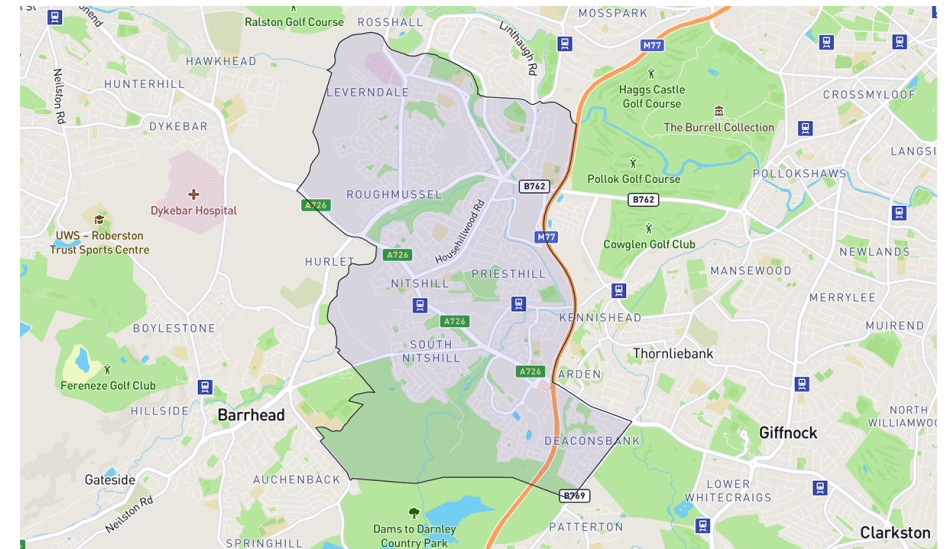 Ralston Golf Course
ROSSHALL
MOSSPARK
M77
HAWKHEAD
Linthaugh Rd
HUNTERHILL
Neilston Rd
LEVERNDALE
Haggs Castle
Golf Course
CROSSMYLOOF
DYKEBAR
The Burrell Collection
POLLOKSHAWS
Pollok Golf Course
ROUGHMUSSEL
B762
B762
Dykebar Hospital
A726
UWS – Roberston
Trust Sports Centre
Househillwood Rd
M77
Cowglen Golf Club
NEWLANDS
HURLET
A726
PRIESTHILL
MANSEWOOD
NITSHILL
MERRYLEE
BOYLESTONE
A726
KENNISHEAD
MUIREND
SOUTH
NITSHILL
Thornliebank
A726
ARDEN
Fereneze Golf Club
HILLSIDE
Barrhead
NORTH
Giffnock
DEACONSBANK
Gateside
AUCHENBACK
LOWER
WHITECRAIGS
B769
Neilston Rd
Dams to Darnley
Country Park
PATTERTON
Clarkston
SPRINGHILL